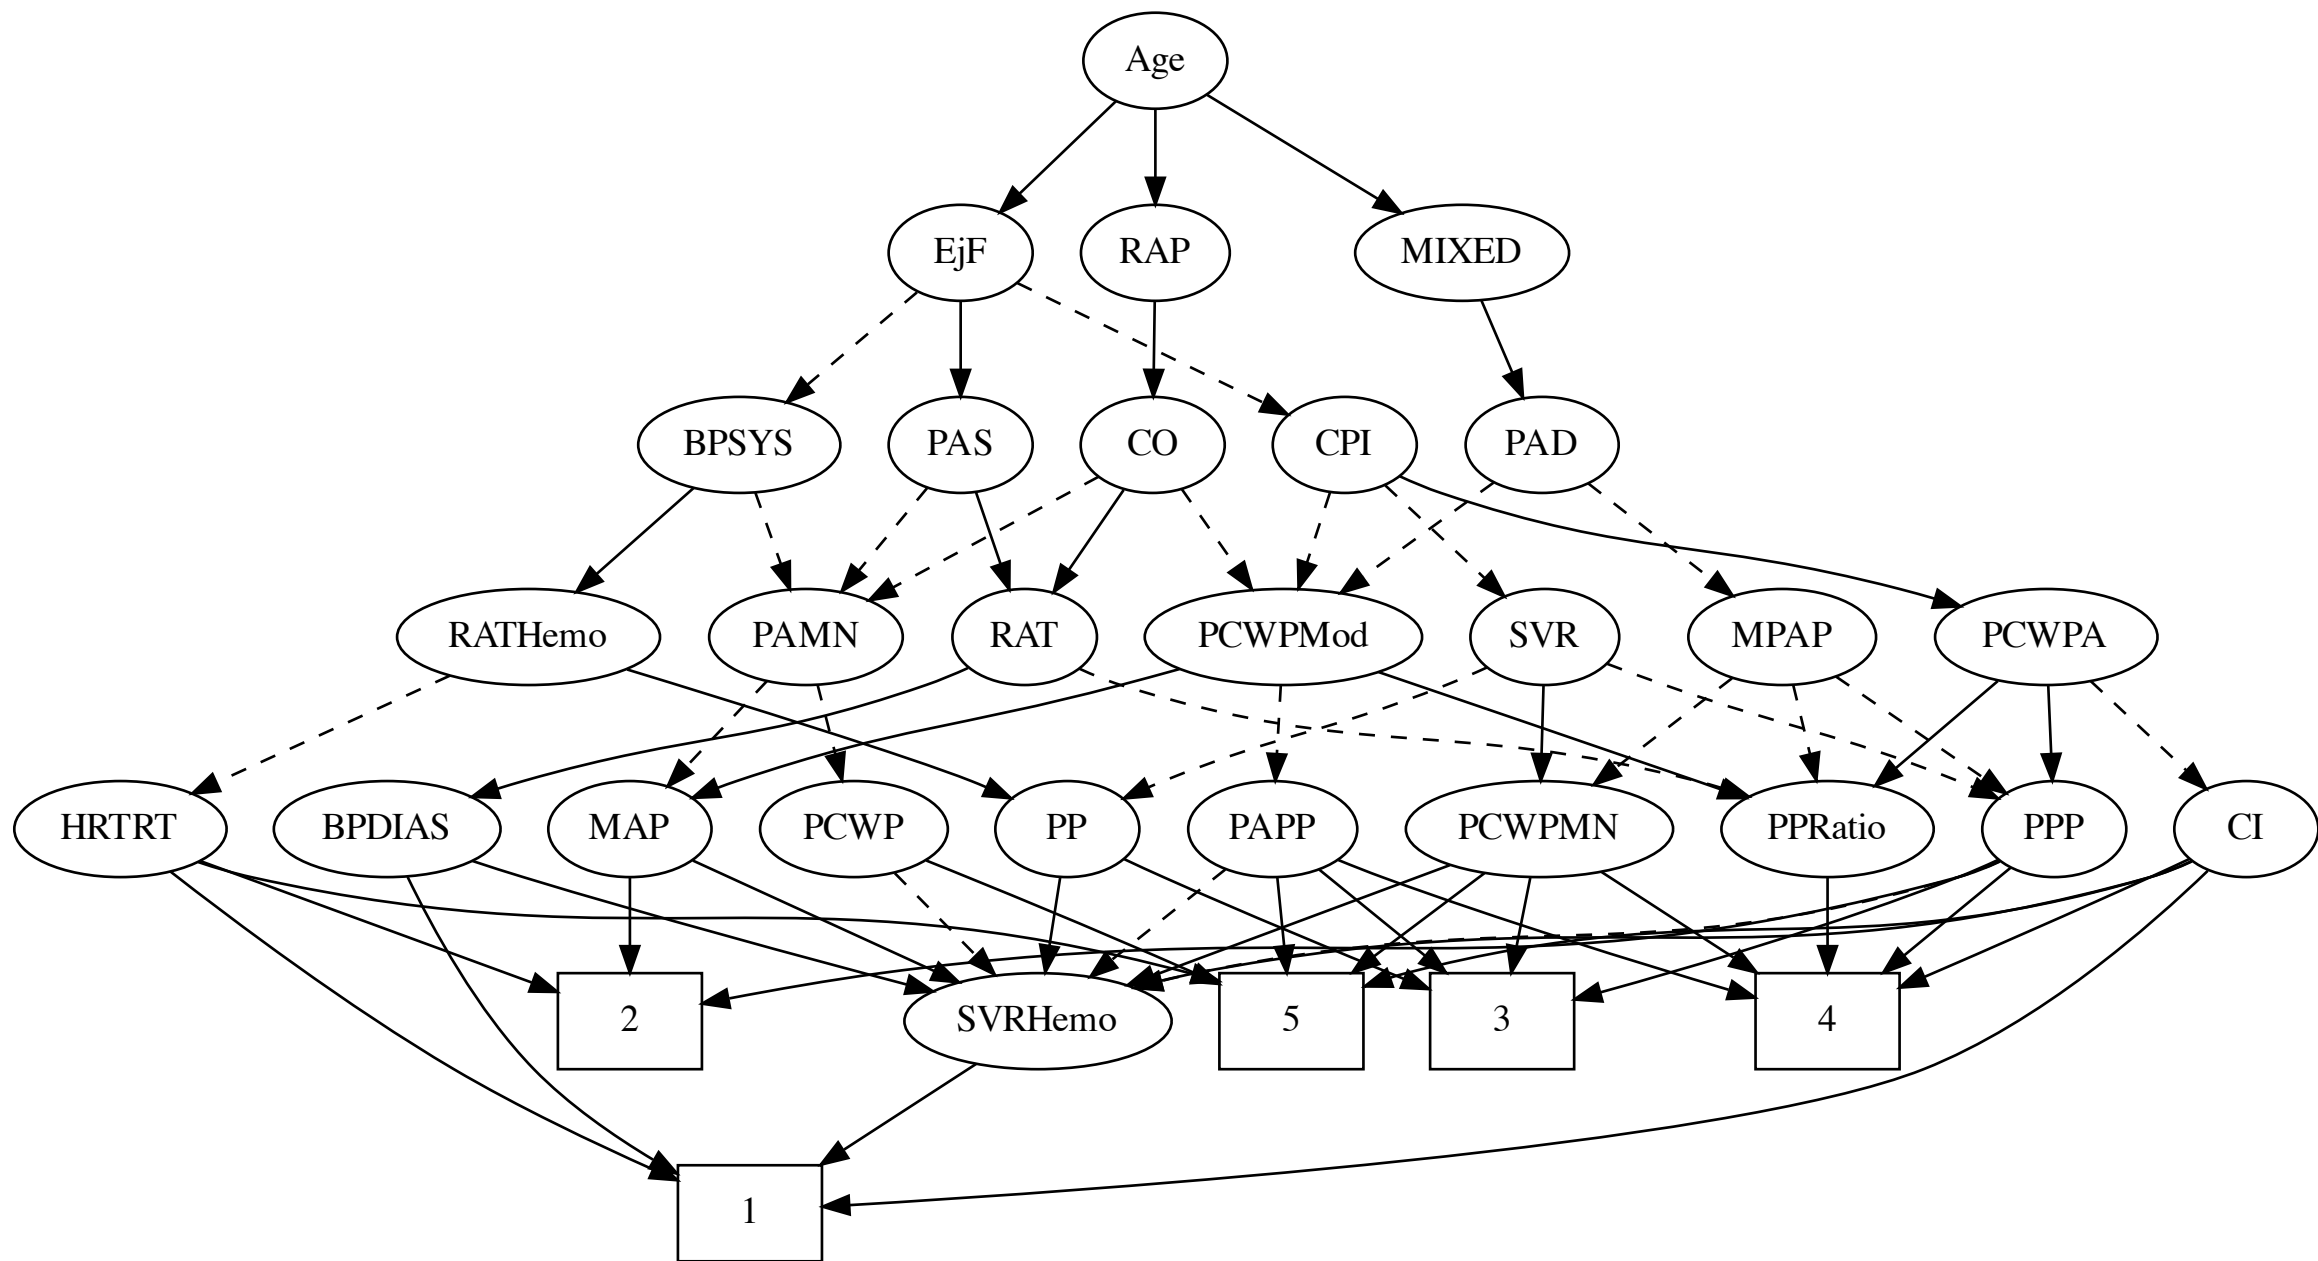 Age
EjF
RAP
MIXED
BPSYS
PAS
CO
CPI
PAD
RATHemo
PAMN
RAT
PCWPMod
SVR
MPAP
PCWPA
HRTRT
BPDIAS
MAP
PCWP
PP
PAPP
PCWPMN
PPRatio
PPP
CI
2
SVRHemo
5
3
4
1